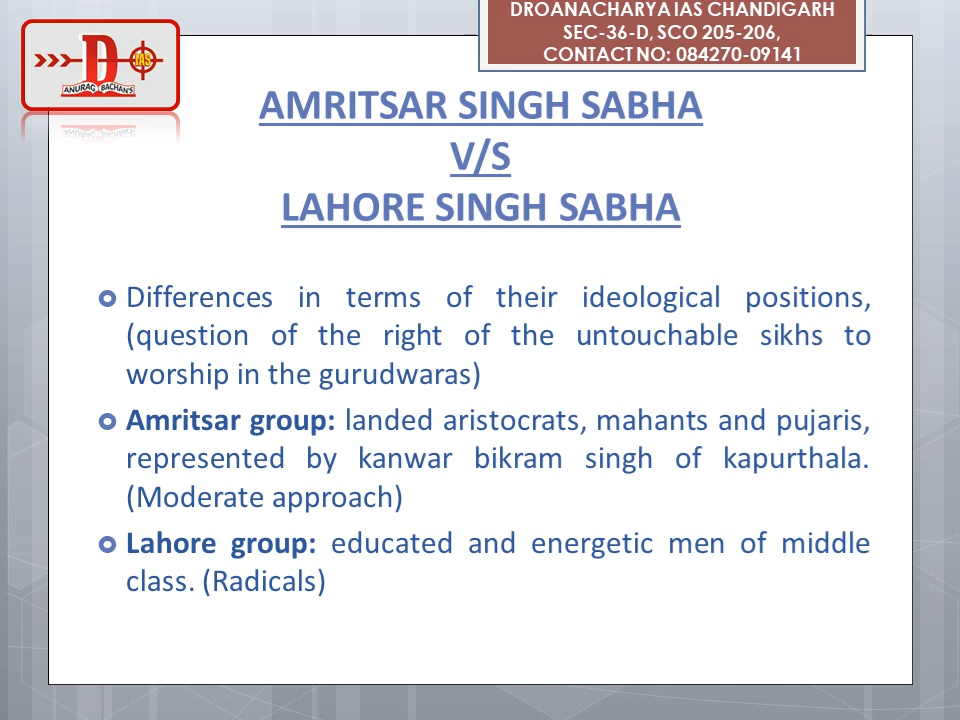 DROANACHARYA IAS CHANDIGARH
SEC-36-D, SCO 205-206,
CONTACT NO: 084270-09141
D
IAS
ANURAG BACHAN'S
AMRITSAR SINGH SABHA
V/S
LAHORE SINGH SABHA
Differences in terms of their ideological positions,
(question of the right of the untouchable sikhs to
worship in the gurudwaras)
Amritsar group: landed aristocrats, mahants and pujaris,
represented by kanwar bikram singh of kapurthala.
(Moderate approach)
Lahore group: educated and energetic men of middle
class. (Radicals)